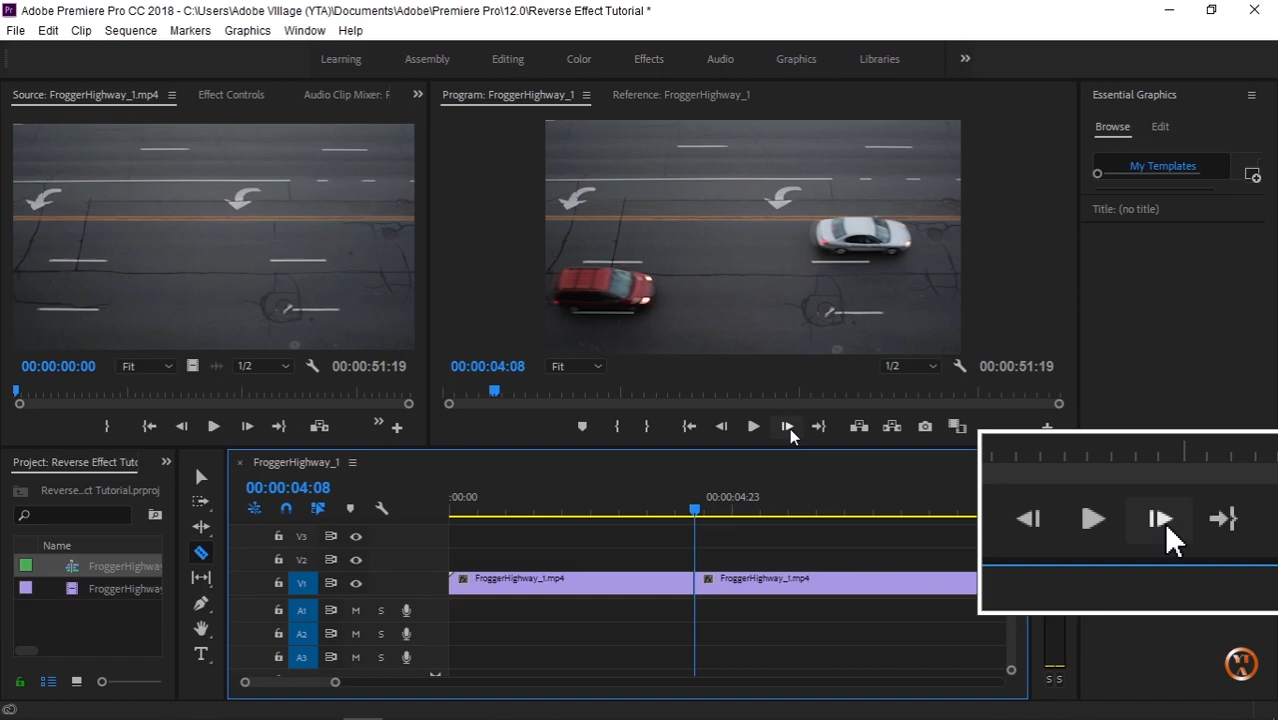 Pr Adobe Premiere Pro CC 2018 - C:\Users\Adobe Village (YTA)\Documents\Adobe\Premiere Pro\12.0\Reverse Effect Tutorial *
File Edit Clip Sequence Markers Graphics Window Help
Learning Assembly Editing Color Effects Audio Graphics Libraries
Source: FroggerHighway_1.mp4 Effect Controls Audio Clip Mixer: F
Program: FroggerHighway_1 Reference: FroggerHighway_1
Essential Graphics
Browse Edit
My Templates
Title: (no title)
00:00:00:00 Fit 1/2 00:00:51:19
00:00:04:08 Fit 1/2 00:00:51:19
Project: Reverse Effect Tuto
Reverse...ct Tutorial.prproj
Name
FroggerHighwa
FroggerHighwa
T
× FroggerHighway_1
00:00:04:08
:00:00 00:00:04:23
V3
V2
V1 FroggerHighway_1.mp4 FroggerHighway_1.mp4
A1 M S
A2 M S
A3 M S
S S